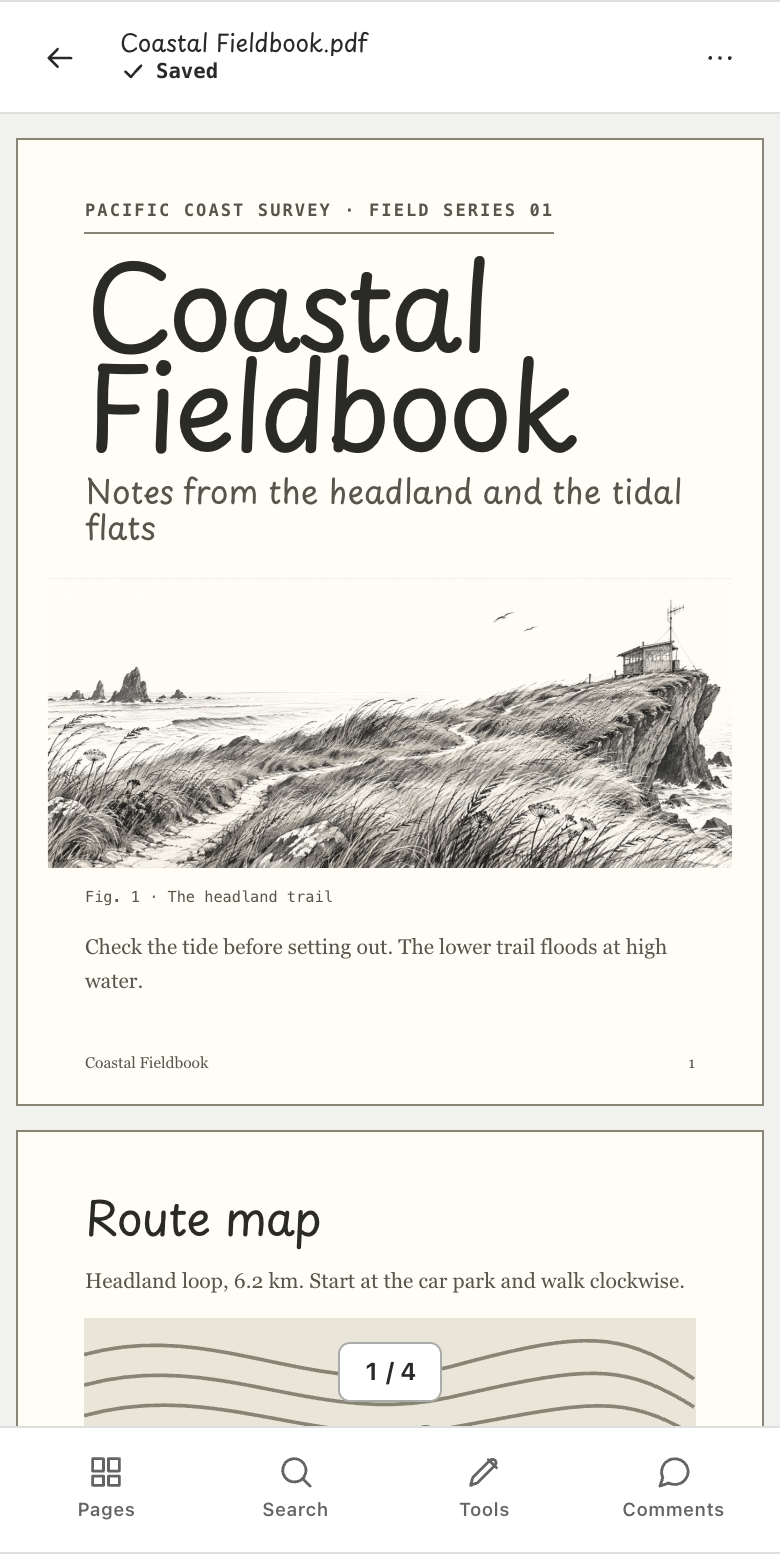 Coastal Fieldbook.pdf
Saved
PACIFIC COAST SURVEY · FIELD SERIES 01
Coastal
Fieldbook
Notes from the headland and the tidal
flats
Fig. 1 · The headland trail
Check the tide before setting out. The lower trail floods at high
water.
Coastal Fieldbook 1
Route map
Headland loop, 6.2 km. Start at the car park and walk clockwise.
1 / 4
Pages Search Tools Comments